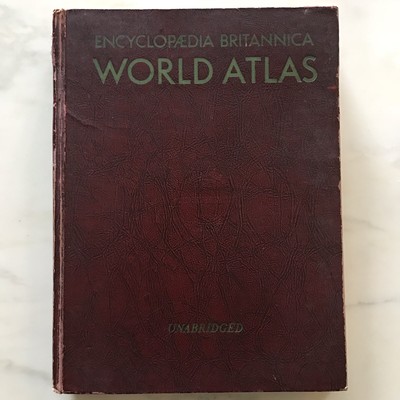 ENCYCLOPÆDIA BRITANNICA
WORLD ATLAS
UNABRIDGED